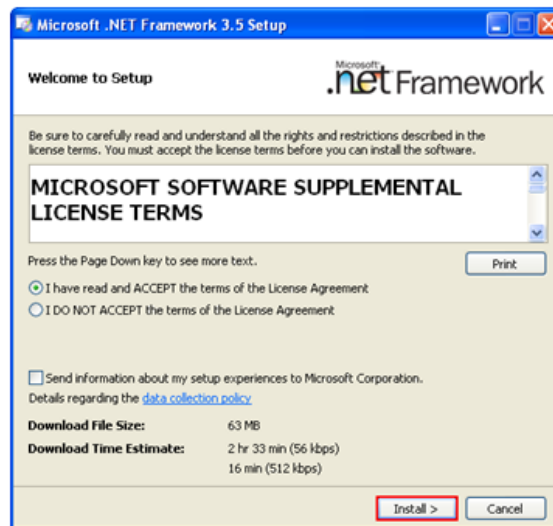 Microsoft .NET Framework 3.5 Setup
Welcome to Setup
Microsoft
.net Framework
Be sure to carefully read and understand all the rights and restrictions described in the
license terms. You must accept the license terms before you can install the software.
MICROSOFT SOFTWARE SUPPLEMENTAL
LICENSE TERMS
Press the Page Down key to see more text.
Print
I have read and ACCEPT the terms of the License Agreement
I DO NOT ACCEPT the terms of the License Agreement
Send information about my setup experiences to Microsoft Corporation.
Details regarding the data collection policy
Download File Size: 63 MB
Download Time Estimate: 2 hr 33 min (56 kbps)
16 min (512 kbps)
Install >
Cancel